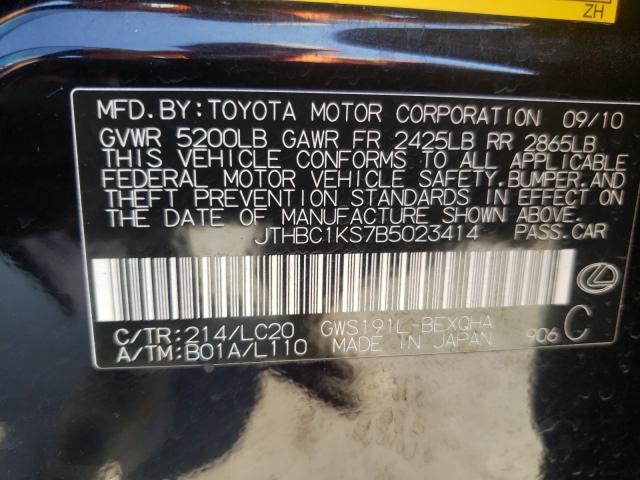 ZH
MFD.BY:TOYOTA MOTOR CORPORATION 09/10
GVWR 5200LB GAWR FR 2425LB RR 2865LB
THIS VEHICLE CONFORMS TO ALL APPLICABLE
FEDERAL MOTOR VEHICLE SAFETY,BUMPER,AND
THEFT PREVENTION STANDARDS IN EFFECT ON
THE DATE OF MANUFACTURE SHOWN ABOVE.
JTHBC1KS7B5023414 PASS.CAR
C/TR:214/LC20 GWS191L-BEXQHA
A/TM:B01A/L110 MADE IN JAPAN 906 C